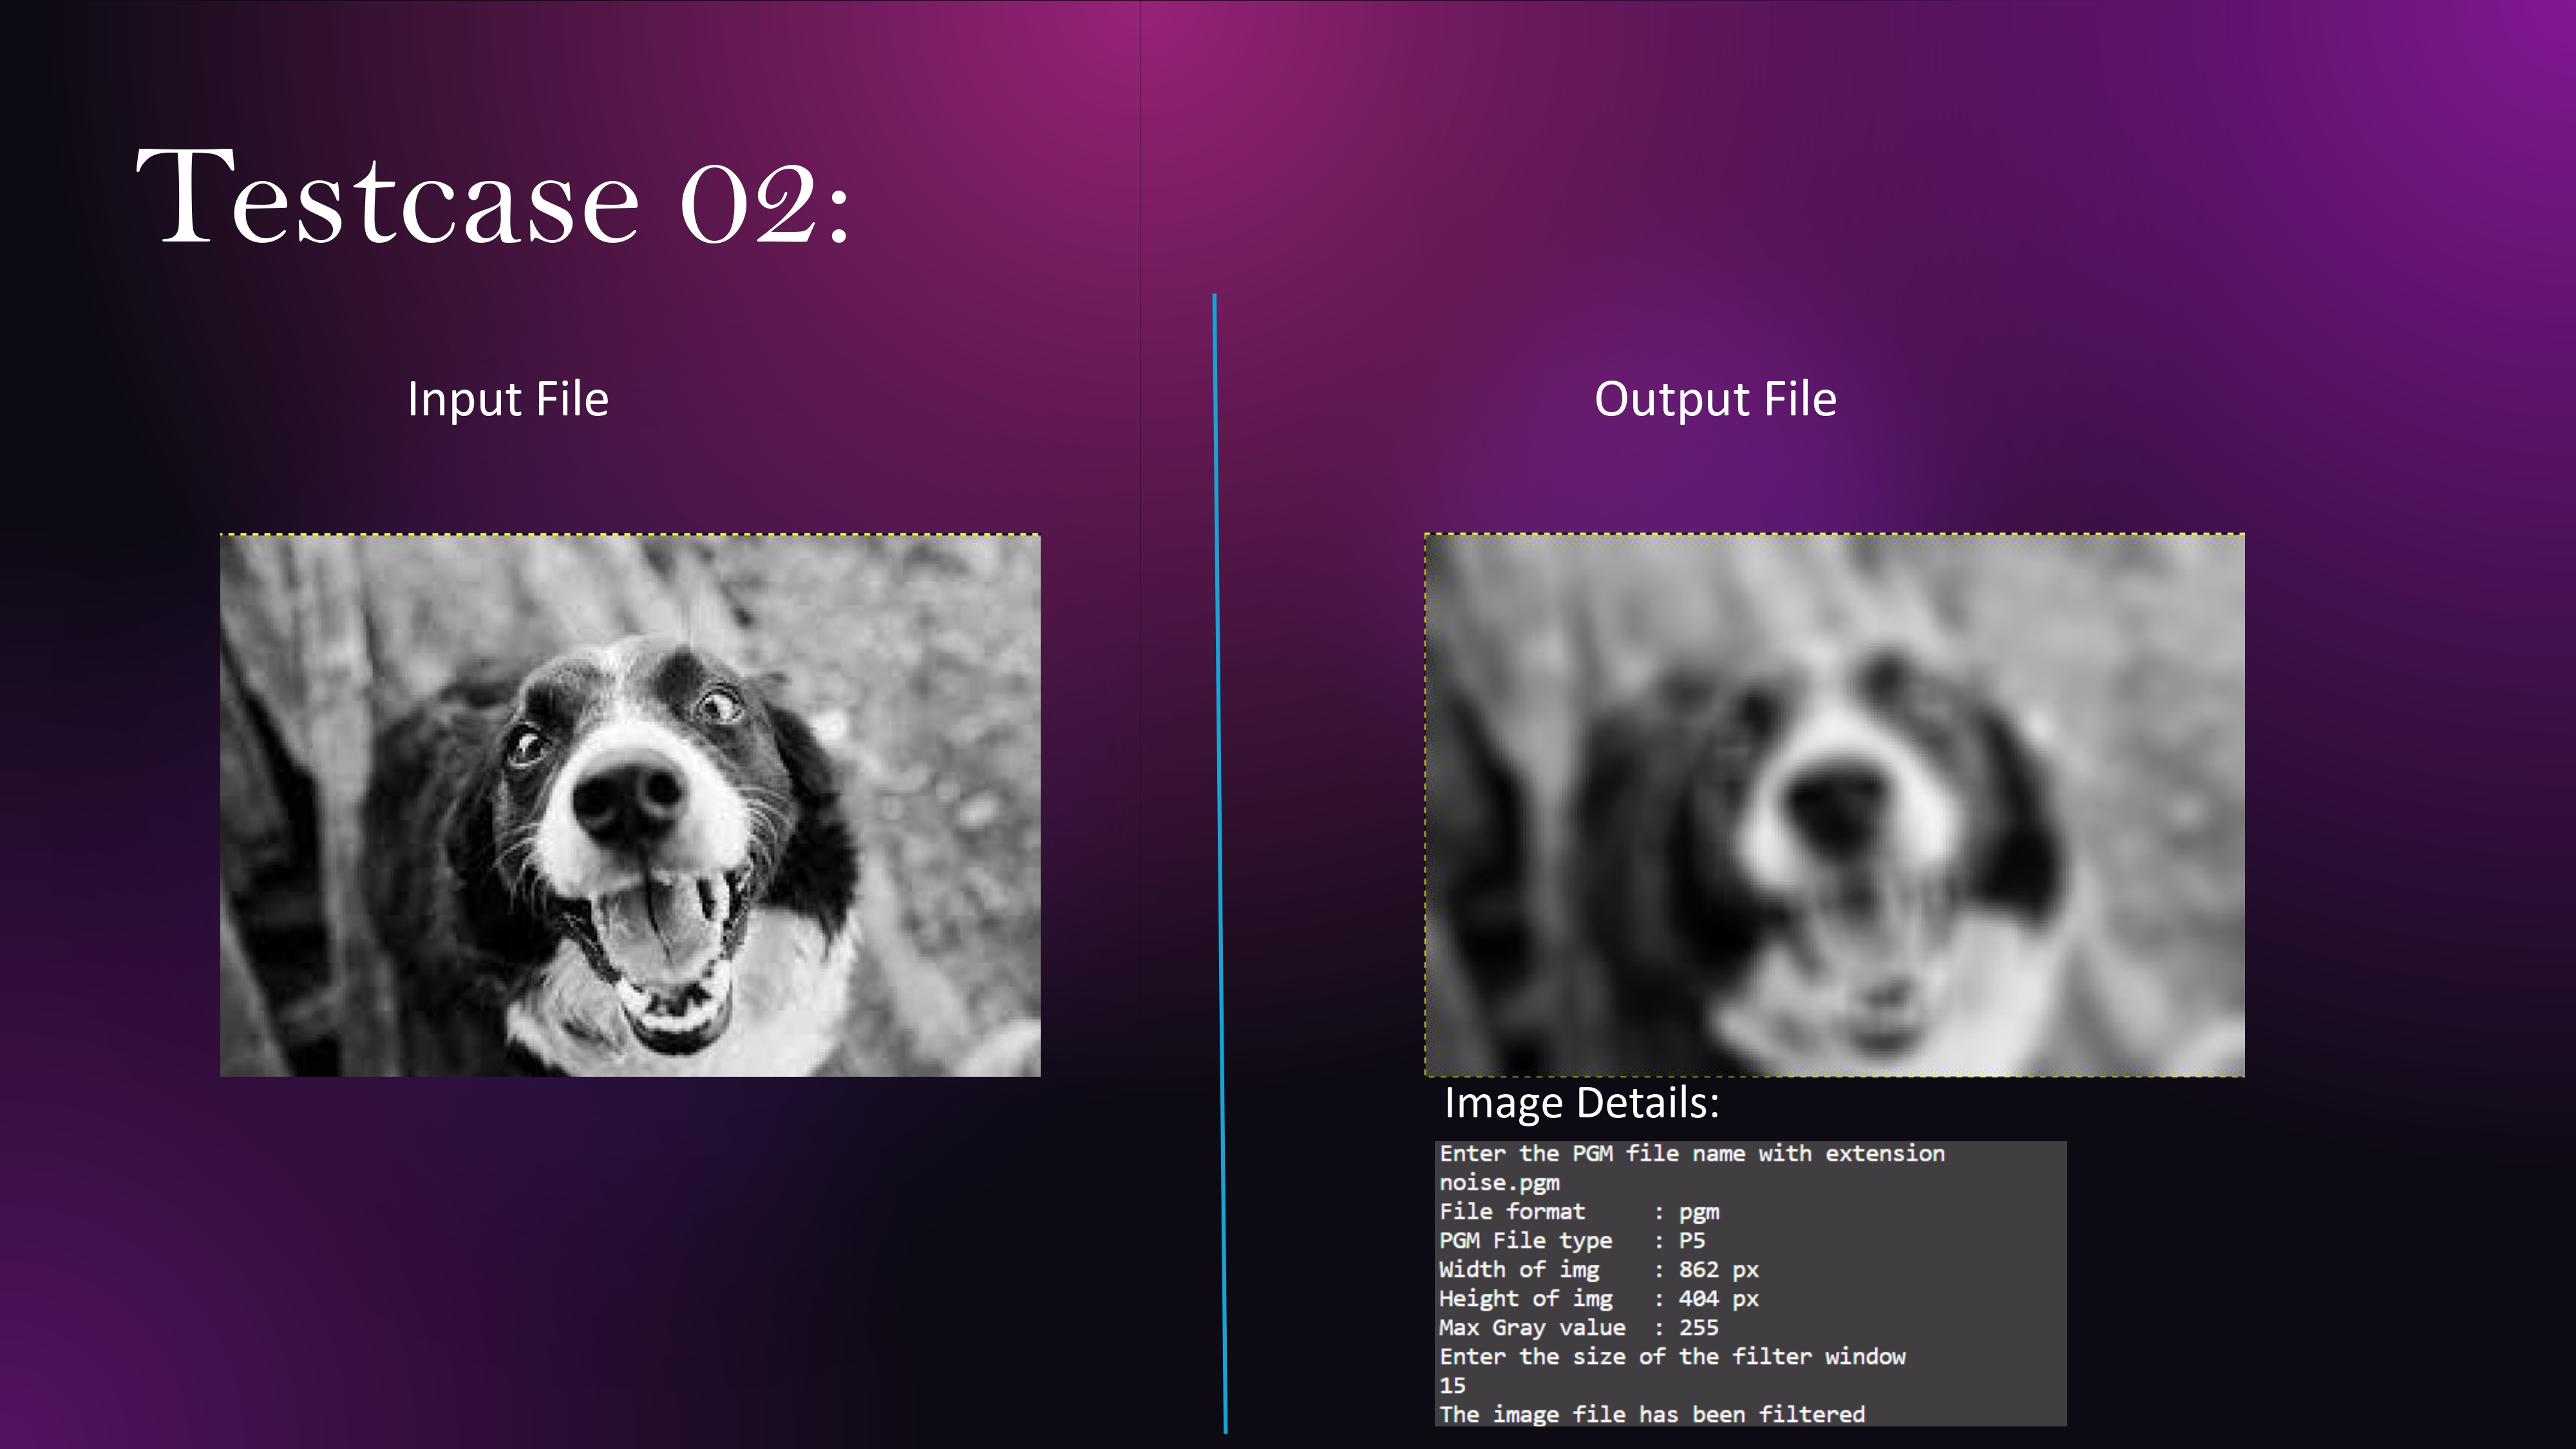 Testcase 02:
Input File
Output File
Image Details:
Enter the PGM file name with extension
noise.pgm
File format : pgm
PGM File type : P5
Width of img : 862 px
Height of img : 404 px
Max Gray value : 255
Enter the size of the filter window
15
The image file has been filtered